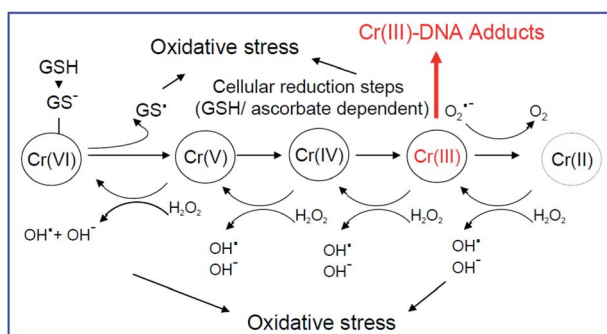 Cr(III)-DNA Adducts
Oxidative stress
GSH
GS⁻
GS•
Cellular reduction steps
(GSH/ ascorbate dependent)
O₂•⁻
O₂
Cr(VI)
Cr(V)
Cr(IV)
Cr(III)
Cr(II)
H₂O₂
H₂O₂
H₂O₂
H₂O₂
OH•+ OH⁻
OH•
OH⁻
OH•
OH⁻
OH•
OH⁻
Oxidative stress